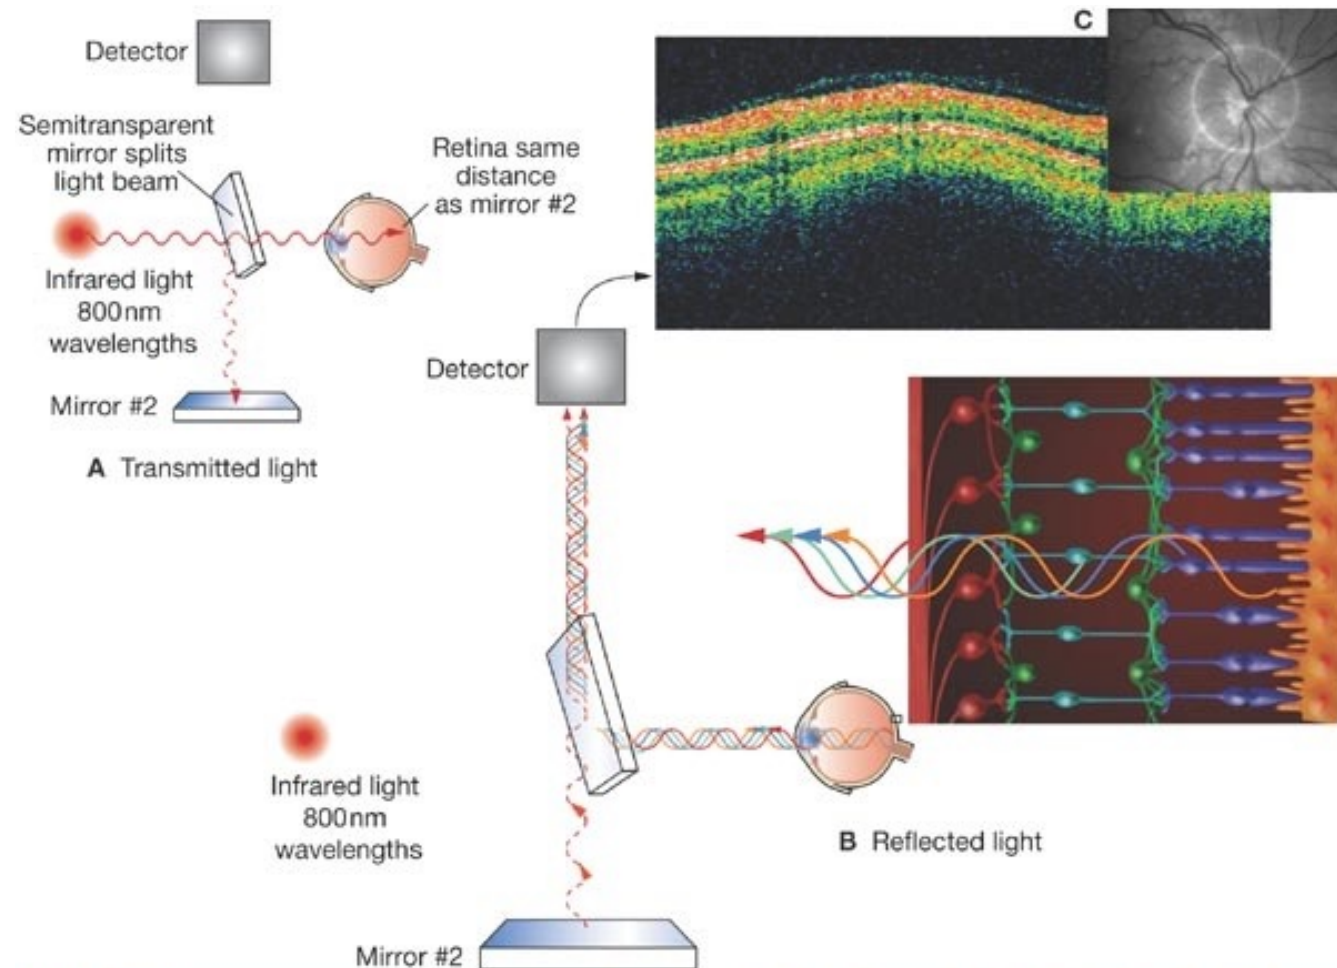 Detector
Semitransparent
mirror splits
light beam
Retina same
distance
as mirror #2
Infrared light
800nm
wavelengths
Mirror #2
A Transmitted light
C
Detector
Infrared light
800nm
wavelengths
B Reflected light
Mirror #2